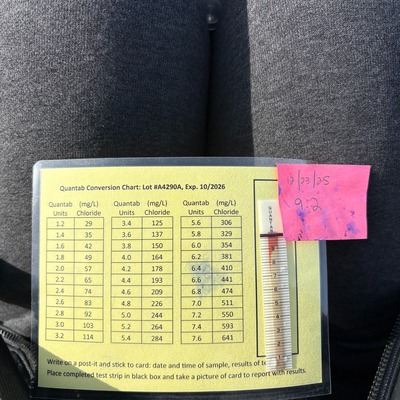 Quantab Conversion Chart: Lot #A4290A, Exp. 10/2026
Quantab Units (mg/L) Chloride Quantab Units (mg/L) Chloride Quantab Units (mg/L) Chloride
1.2 29 3.4 125 5.6 306
1.4 35 3.6 137 5.8 329
1.6 42 3.8 150 6.0 354
1.8 49 4.0 164 6.2 381
2.0 57 4.2 178 6.4 410
2.2 65 4.4 193 6.6 441
2.4 74 4.6 209 6.8 474
2.6 83 4.8 226 7.0 511
2.8 92 5.0 244 7.2 550
3.0 103 5.2 264 7.4 593
3.2 114 5.4 284 7.6 641
Write on a post-it and stick to card: date and time of sample, results of
Place completed test strip in black box and take a picture of card to report with results.
12/23/25
9:2
QUANTAB